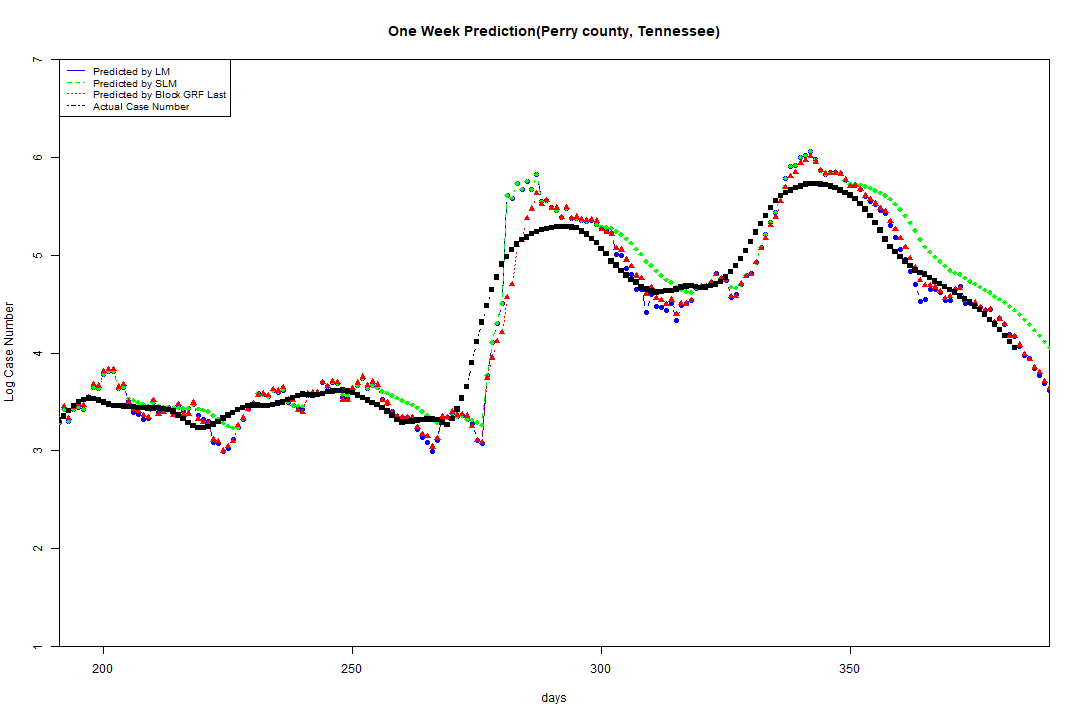 One Week Prediction(Perry county, Tennessee)
Predicted by LM
Predicted by SLM
Predicted by Block GRF Last
Actual Case Number
7
6
5
4
3
2
1
Log Case Number
200 250 300 350
days